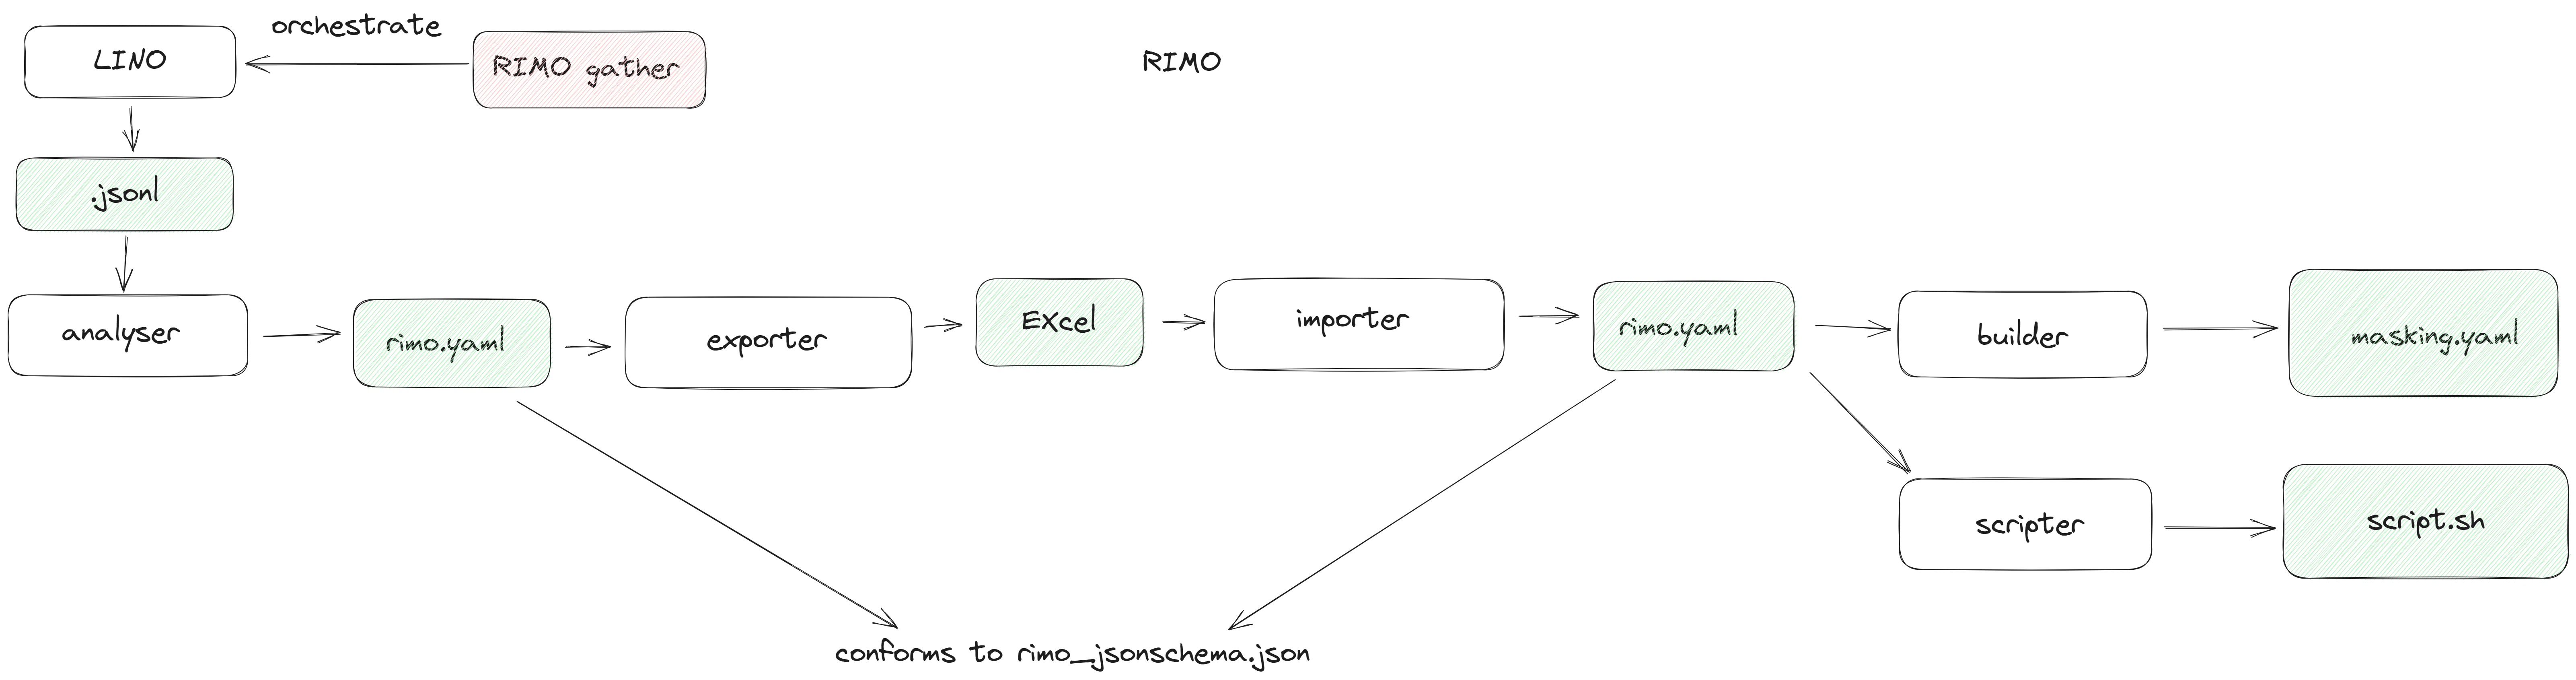 orchestrate
LINO
RIMO gather
RIMO
.jsonl
analyser
rimo.yaml
exporter
EXcel
importer
rimo.yaml
builder
masking.yaml
scripter
script.sh
conforms to rimo_jsonschema.json